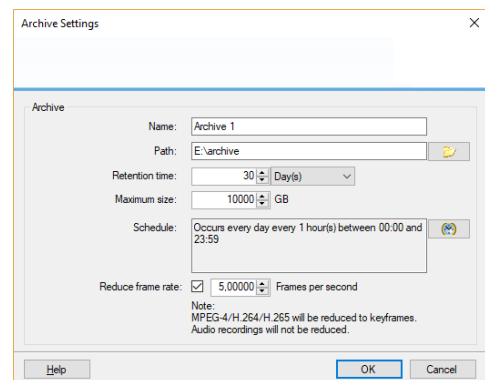 Archive Settings
Archive
Name: Archive 1
Path: E:\archive
Retention time: 30 Day(s)
Maximum size: 10000 GB
Schedule: Occurs every day every 1 hour(s) between 00:00 and
23:59
Reduce frame rate: 5,00000 Frames per second
Note:
MPEG-4/H.264/H.265 will be reduced to keyframes.
Audio recordings will not be reduced.
Help OK Cancel